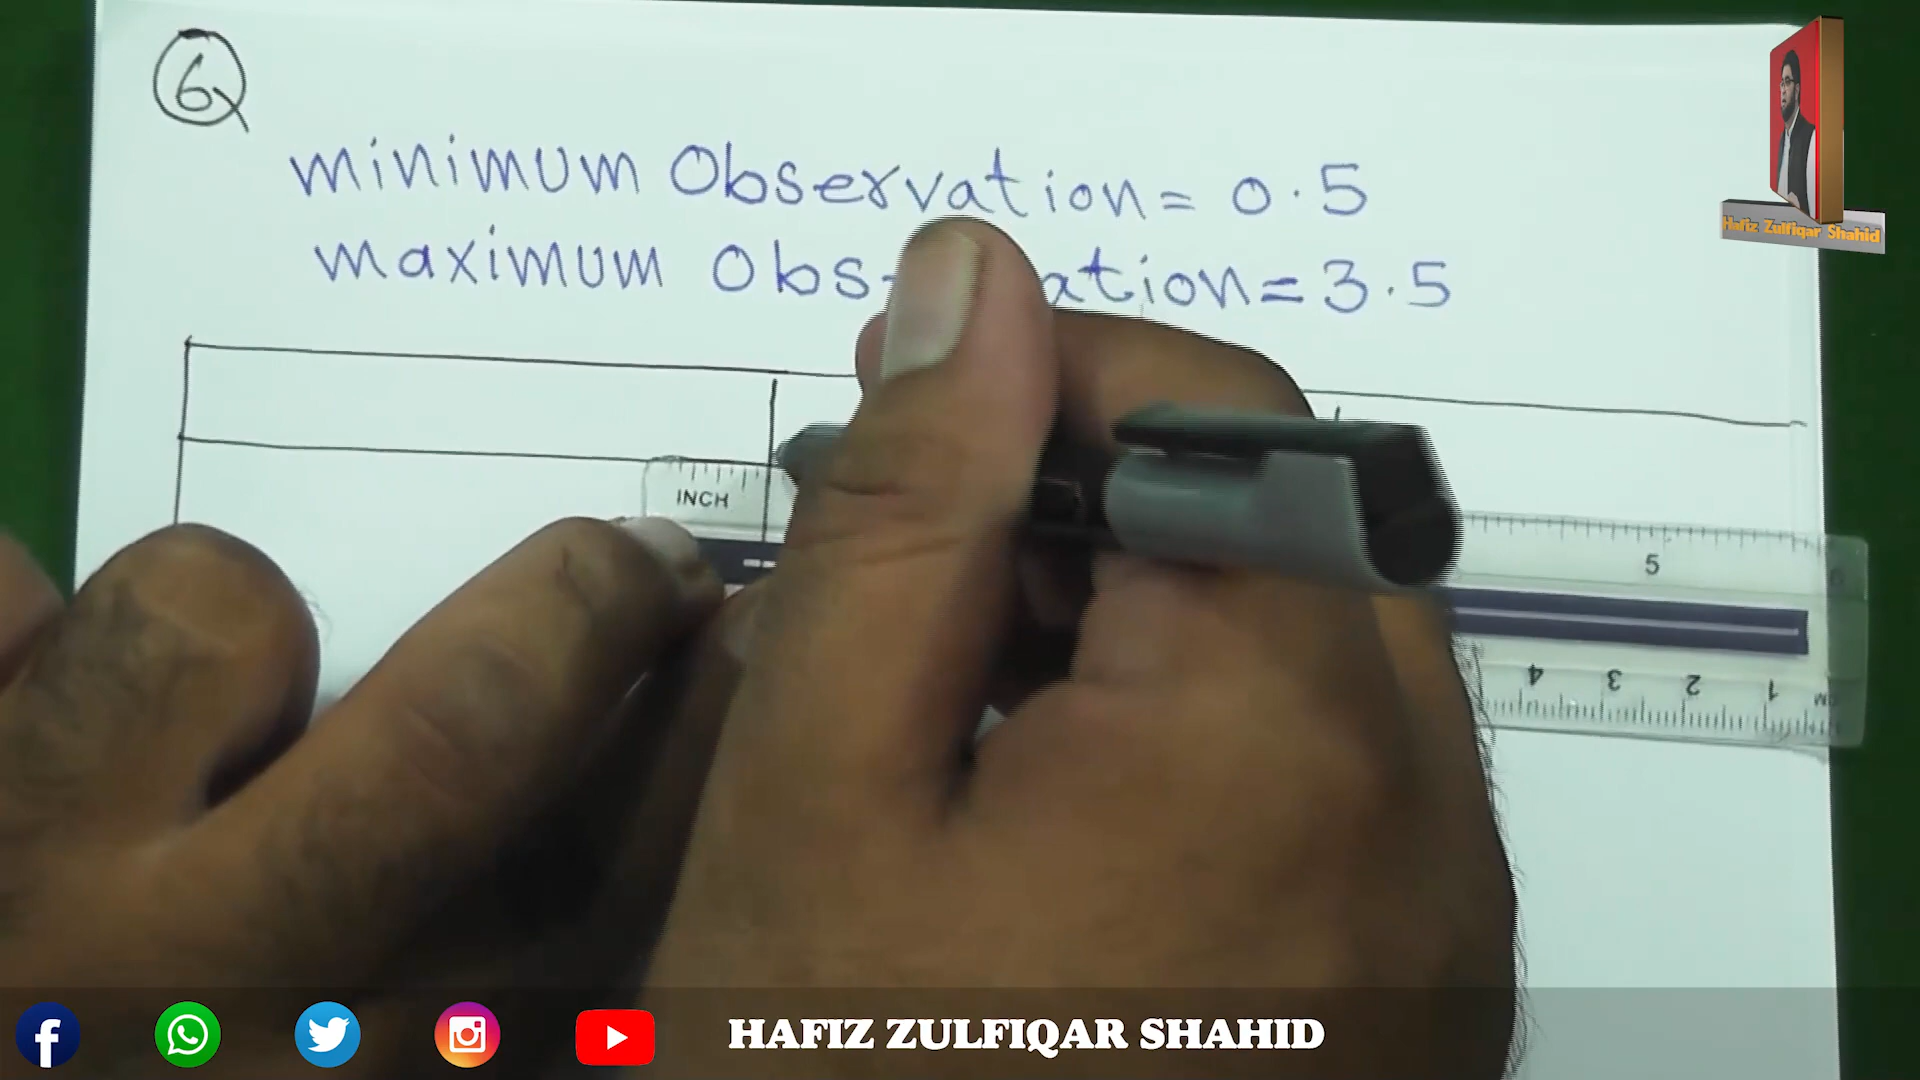 6
minimum Observation = 0.5
maximum Obs ation = 3.5
Hafiz Zulfiqar Shahid
INCH
5
4 3 2 1 CM
HAFIZ ZULFIQAR SHAHID